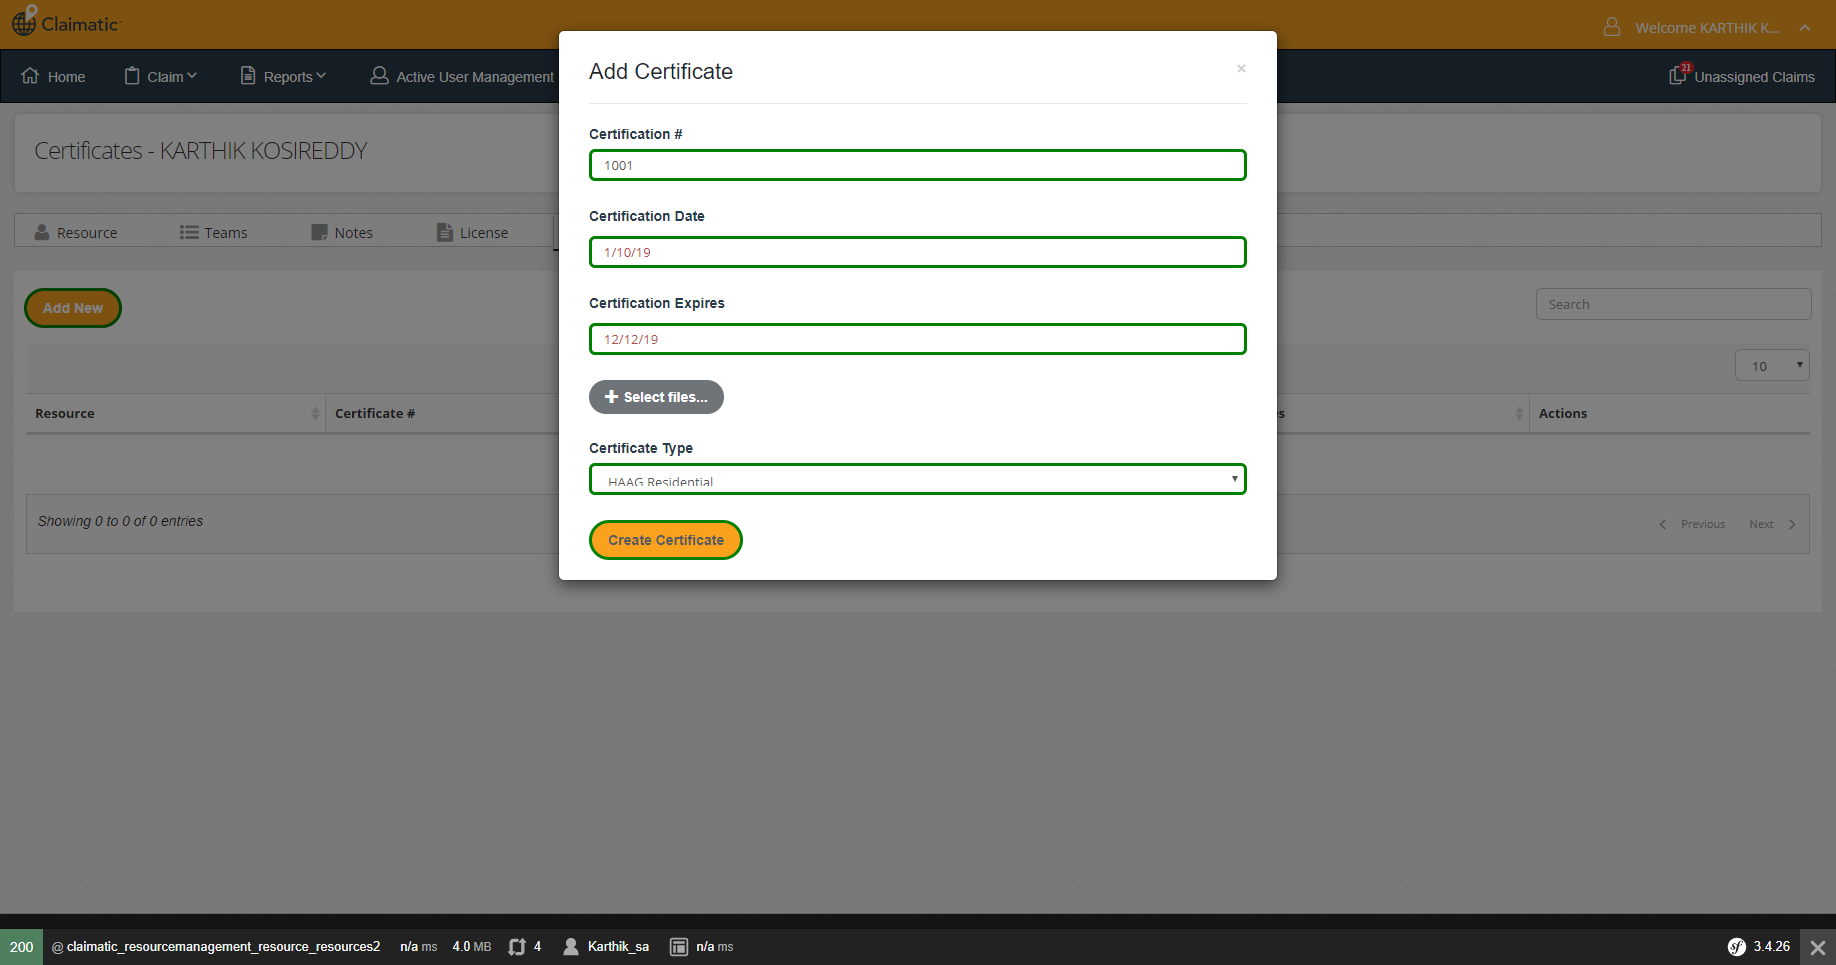 Claimatic
Welcome KARTHIK K...
Home
Claim
Reports
Active User Management
21
Unassigned Claims
Certificates - KARTHIK KOSIREDDY
Resource
Teams
Notes
License
Add New
Search
10
Resource
Certificate #
es
Actions
Showing 0 to 0 of 0 entries
Previous
Next
Add Certificate
×
Certification #
1001
Certification Date
1/10/19
Certification Expires
12/12/19
Select files...
Certificate Type
HAAG Residential
Create Certificate
200 @ claimatic_resourcemanagement_resource_resources2 n/a ms 4.0 MB 4 Karthik_sa n/a ms sf 3.4.26